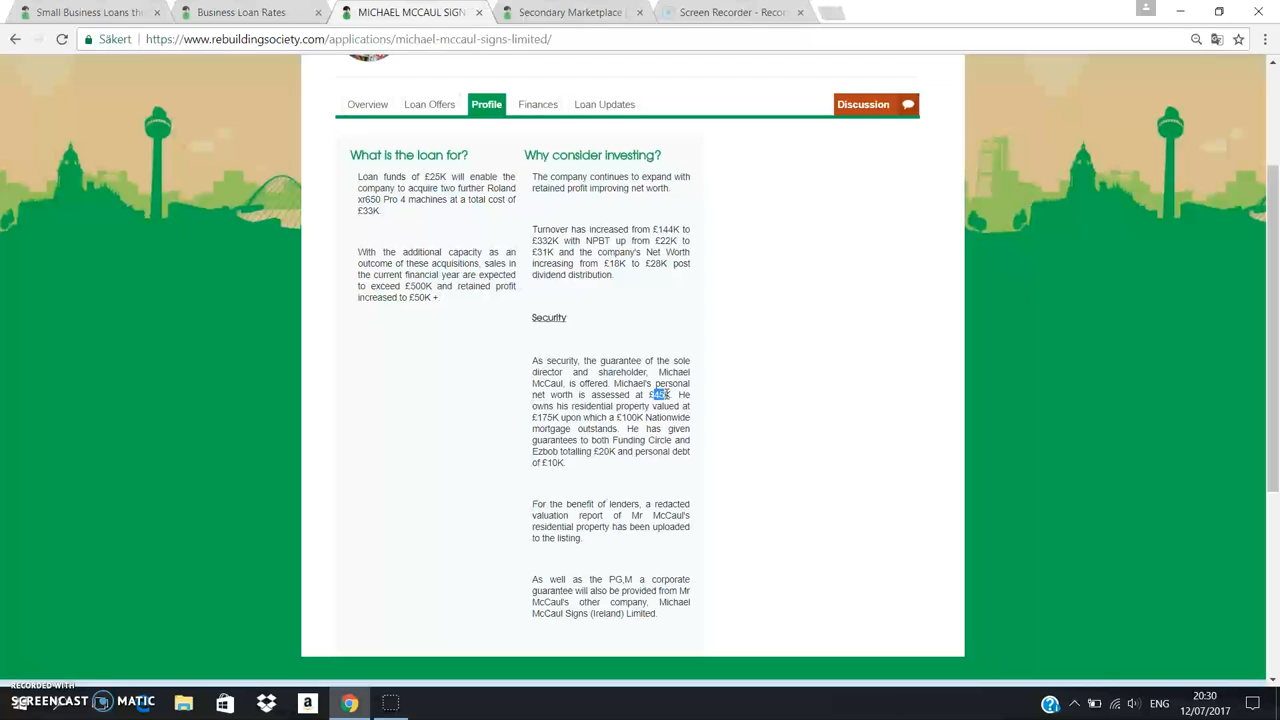 Small Business Loans thr
Business Loan Rates
MICHAEL MCCAUL SIGN
Secondary Marketplace
Screen Recorder - Recor
Säkert
https://www.rebuildingsociety.com/applications/michael-mccaul-signs-limited/
Overview
Loan Offers
Profile
Finances
Loan Updates
Discussion
What is the loan for?
Loan funds of £25K will enable the
company to acquire two further Roland
xr650 Pro 4 machines at a total cost of
£33K.
With the additional capacity as an
outcome of these acquisitions, sales in
the current financial year are expected
to exceed £500K and retained profit
increased to £50K +
Why consider investing?
The company continues to expand with
retained profit improving net worth.
Turnover has increased from £144K to
£332K with NPBT up from £22K to
£31K and the company's Net Worth
increasing from £18K to £28K post
dividend distribution.
Security
As security, the guarantee of the sole
director and shareholder, Michael
McCaul, is offered. Michael's personal
net worth is assessed at £45K. He
owns his residential property valued at
£175K upon which a £100K Nationwide
mortgage outstands. He has given
guarantees to both Funding Circle and
Ezbob totalling £20K and personal debt
of £10K.
For the benefit of lenders, a redacted
valuation report of Mr McCaul's
residential property has been uploaded
to the listing.
As well as the PG,M a corporate
guarantee will also be provided from Mr
McCaul's other company, Michael
McCaul Signs (Ireland) Limited.
RECORDED WITH
SCREENCAST MATIC
ENG
20:30
12/07/2017